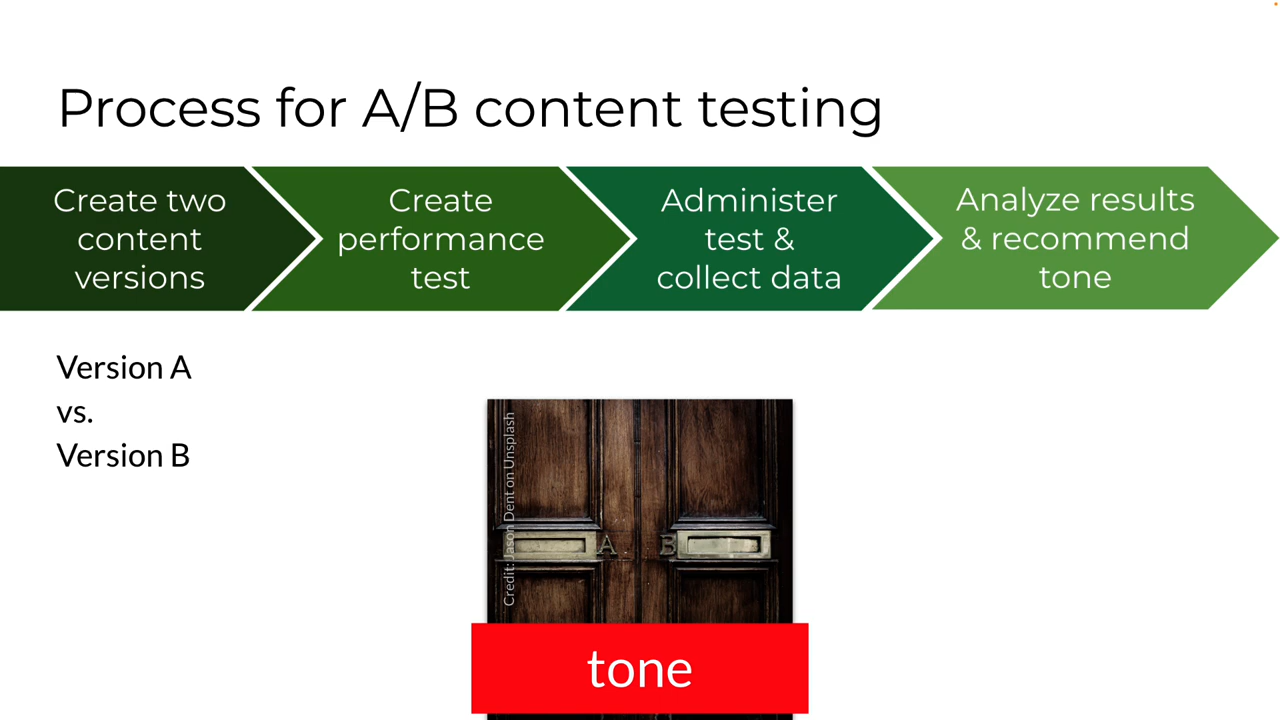 Process for A/B content testing
Create two
content
versions
Create
performance
test
Administer
test &
collect data
Analyze results
& recommend
tone
Version A
vs.
Version B
Credit: Jason Dent on Unsplash
A B
tone